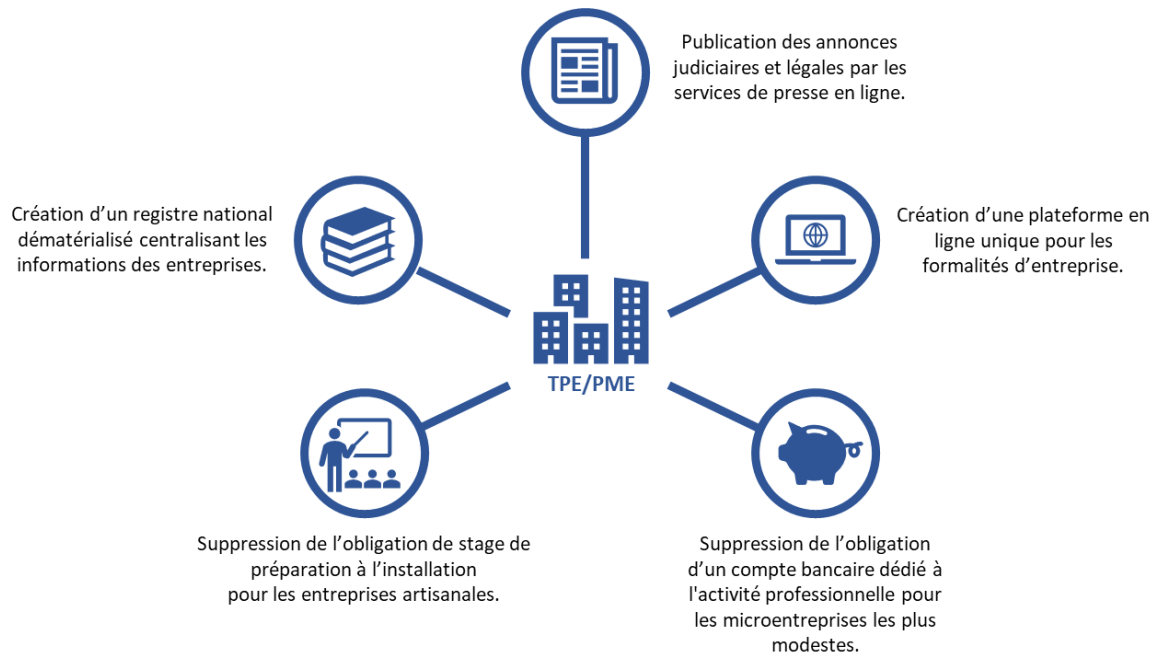 Publication des annonces
judiciaires et légales par les
services de presse en ligne.
Création d’un registre national
dématérialisé centralisant les
informations des entreprises.
Création d’une plateforme en
ligne unique pour les
formalités d’entreprise.
TPE/PME
Suppression de l’obligation de stage de
préparation à l’installation
pour les entreprises artisanales.
Suppression de l’obligation
d’un compte bancaire dédié à
l'activité professionnelle pour
les microentreprises les plus
modestes.